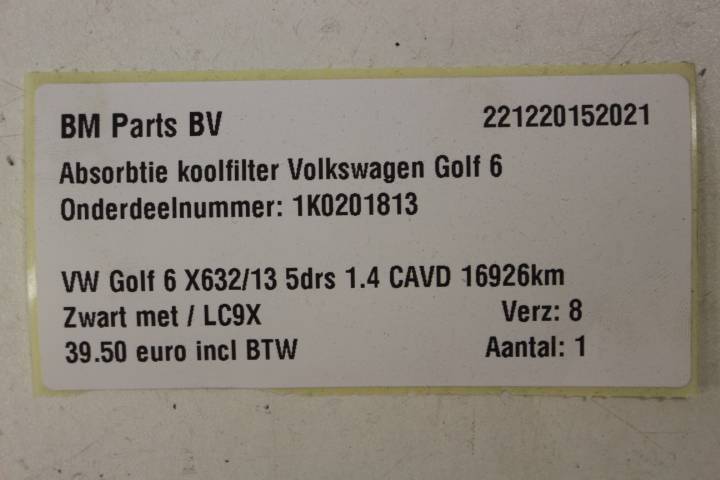 BM Parts BV 221220152021
Absorbtie koolfilter Volkswagen Golf 6
Onderdeelnummer: 1K0201813
VW Golf 6 X632/13 5drs 1.4 CAVD 16926km
Zwart met / LC9X Verz: 8
39.50 euro incl BTW Aantal: 1